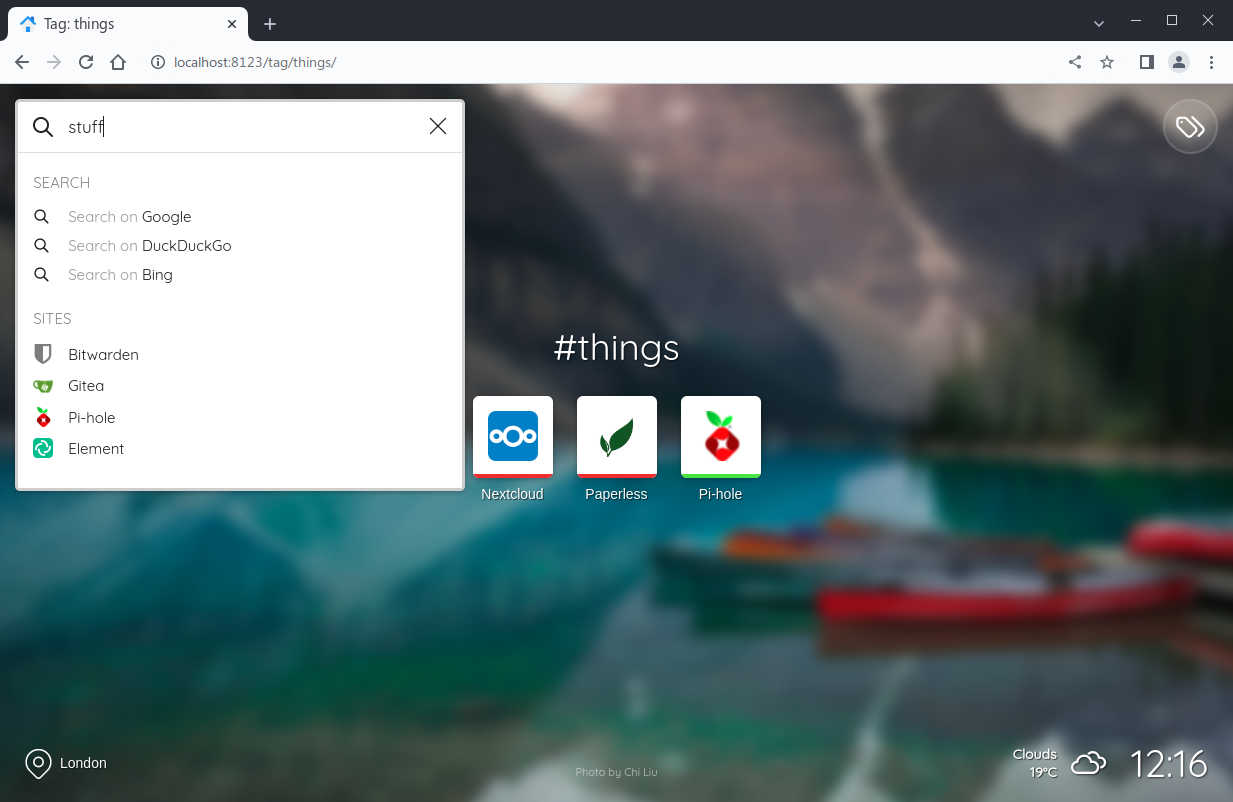 Tag: things
localhost:8123/tag/things/
stuff
SEARCH
Search on Google
Search on DuckDuckGo
Search on Bing
SITES
Bitwarden
Gitea
Pi-hole
Element
#things
Nextcloud Paperless Pi-hole
London
Photo by Chi Liu
Clouds
19°C
12:16